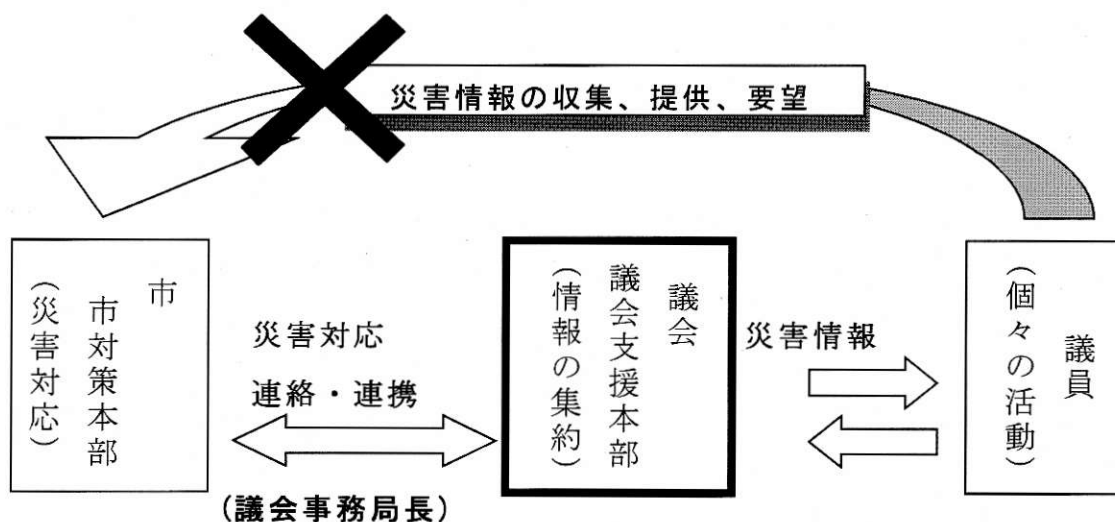 災害情報の収集、提供、要望
市
市対策本部
（災害対応）
災害対応
連絡・連携
（議会事務局長）
議会
議会支援本部
（情報の集約）
災害情報
議員
（個々の活動）